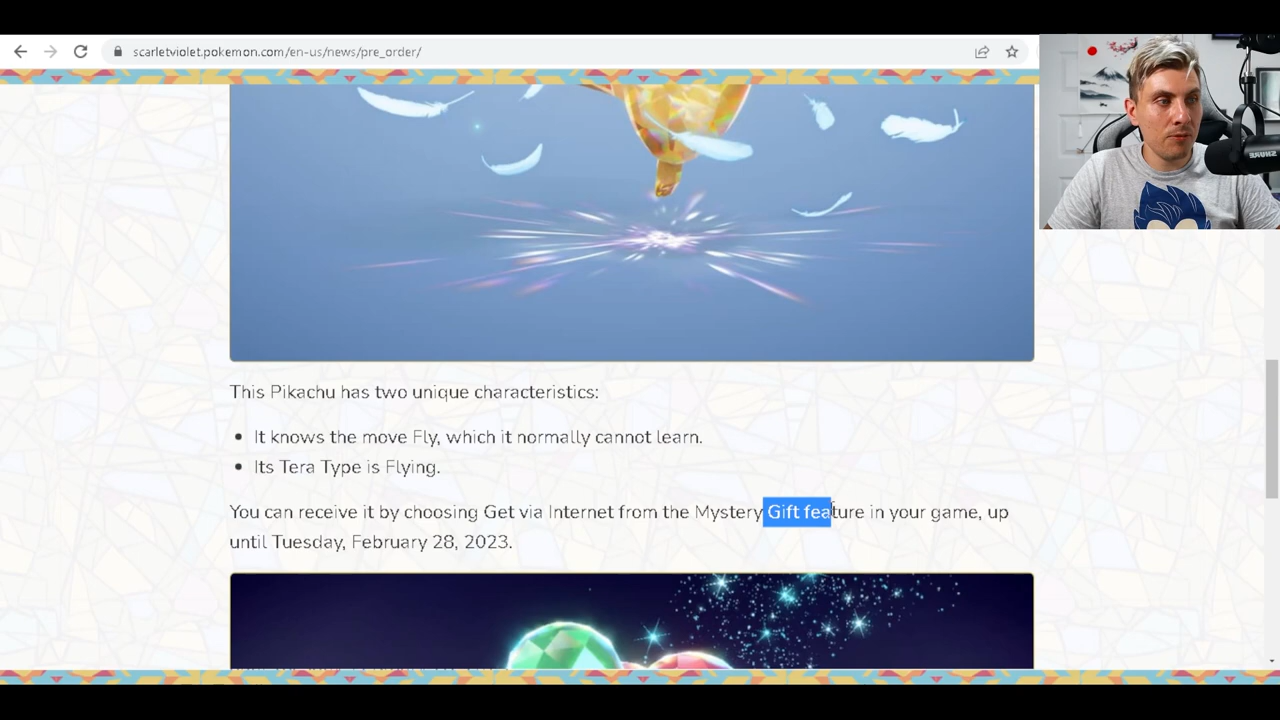 scarletviolet.pokemon.com/en-us/news/pre_order/
SHURE
This Pikachu has two unique characteristics:
It knows the move Fly, which it normally cannot learn.
Its Tera Type is Flying.
You can receive it by choosing Get via Internet from the Mystery Gift feature in your game, up
until Tuesday, February 28, 2023.